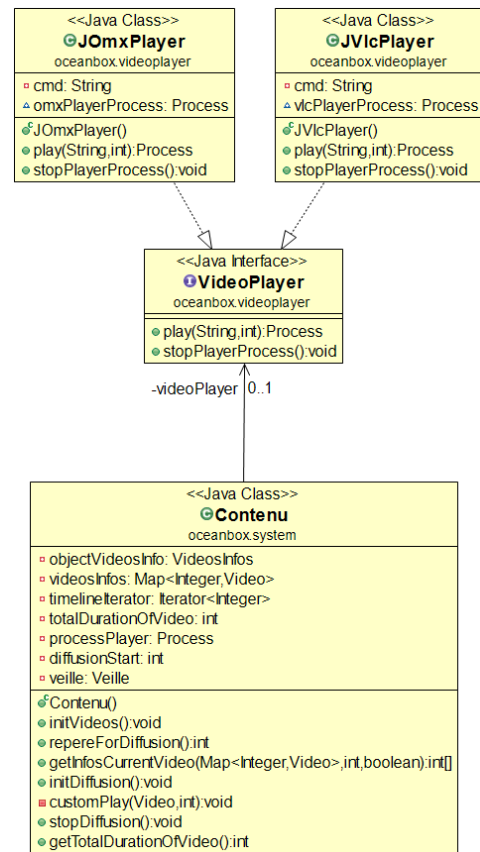 <<Java Class>>
JOmxPlayer
oceanbox.videoplayer
cmd: String
omxPlayerProcess: Process
JOmxPlayer()
play(String,int):Process
stopPlayerProcess():void
<<Java Class>>
JVlcPlayer
oceanbox.videoplayer
cmd: String
vlcPlayerProcess: Process
JVlcPlayer()
play(String,int):Process
stopPlayerProcess():void
<<Java Interface>>
VideoPlayer
oceanbox.videoplayer
play(String,int):Process
stopPlayerProcess():void
-videoPlayer 0..1
<<Java Class>>
Contenu
oceanbox.system
objectVideosInfo: VideosInfos
videosInfos: Map<Integer,Video>
timelineIterator: Iterator<Integer>
totalDurationOfVideo: int
processPlayer: Process
diffusionStart: int
veille: Veille
Contenu()
initVideos():void
repereForDiffusion():int
getInfosCurrentVideo(Map<Integer,Video>,int,boolean):int[]
initDiffusion():void
customPlay(Video,int):void
stopDiffusion():void
getTotalDurationOfVideo():int